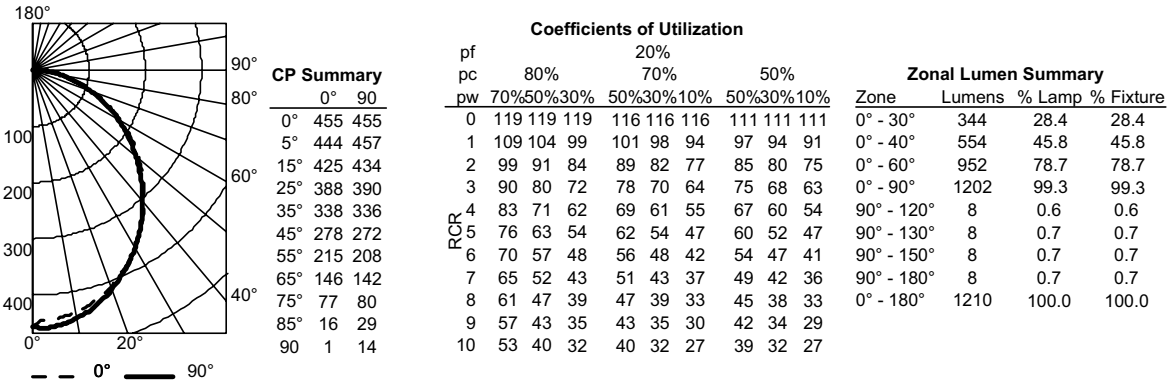 180°
90°
80°
60°
40°
20°
0°
100
200
300
400
0° 90°
CP Summary
0° 90
0° 455 455
5° 444 457
15° 425 434
25° 388 390
35° 338 336
45° 278 272
55° 215 208
65° 146 142
75° 77 80
85° 16 29
90 1 14
Coefficients of Utilization
pf 20%
pc 80% 70% 50%
pw 70%50%30% 50%30%10% 50%30%10%
RCR
0 119 119 119 116 116 116 111 111 111
1 109 104 99 101 98 94 97 94 91
2 99 91 84 89 82 77 85 80 75
3 90 80 72 78 70 64 75 68 63
4 83 71 62 69 61 55 67 60 54
5 76 63 54 62 54 47 60 52 47
6 70 57 48 56 48 42 54 47 41
7 65 52 43 51 43 37 49 42 36
8 61 47 39 47 39 33 45 38 33
9 57 43 35 43 35 30 42 34 29
10 53 40 32 40 32 27 39 32 27
Zonal Lumen Summary
Zone Lumens % Lamp % Fixture
0° - 30° 344 28.4 28.4
0° - 40° 554 45.8 45.8
0° - 60° 952 78.7 78.7
0° - 90° 1202 99.3 99.3
90° - 120° 8 0.6 0.6
90° - 130° 8 0.7 0.7
90° - 150° 8 0.7 0.7
90° - 180° 8 0.7 0.7
0° - 180° 1210 100.0 100.0